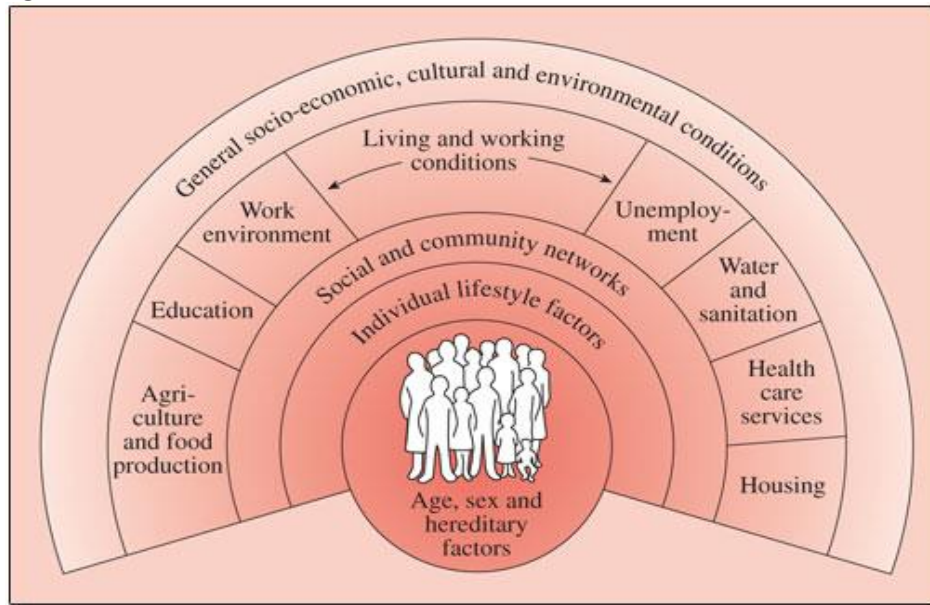 General socio-economic, cultural and environmental conditions
Living and working
conditions
Work
environment
Unemploy-
ment
Education
Water
and
sanitation
Agri-
culture
and food
production
Health
care
services
Housing
Social and community networks
Individual lifestyle factors
Age, sex and
hereditary
factors